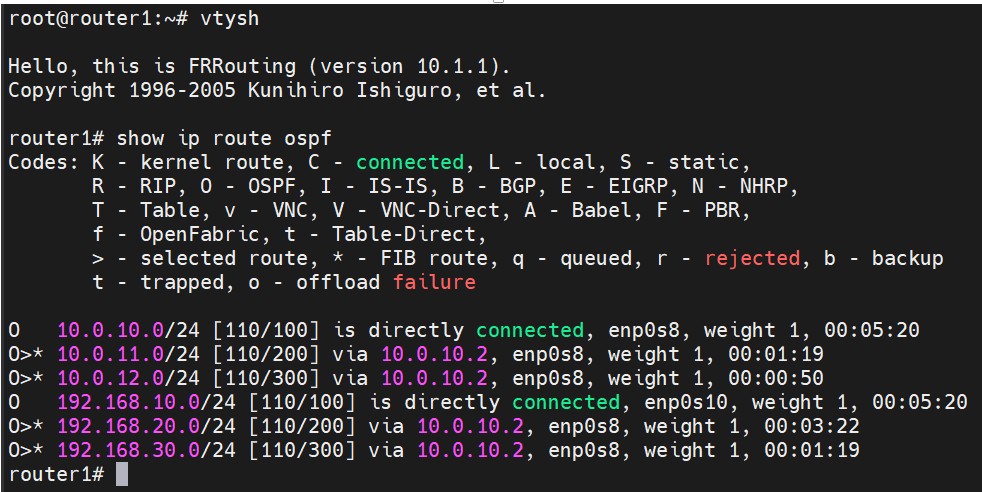 root@router1:~# vtysh
Hello, this is FRRouting (version 10.1.1).
Copyright 1996-2005 Kunihiro Ishiguro, et al.
router1# show ip route ospf
Codes: K - kernel route, C - connected, L - local, S - static,
       R - RIP, O - OSPF, I - IS-IS, B - BGP, E - EIGRP, N - NHRP,
       T - Table, v - VNC, V - VNC-Direct, A - Babel, F - PBR,
       f - OpenFabric, t - Table-Direct,
       > - selected route, * - FIB route, q - queued, r - rejected, b - backup
       t - trapped, o - offload failure
O   10.0.10.0/24 [110/100] is directly connected, enp0s8, weight 1, 00:05:20
O>* 10.0.11.0/24 [110/200] via 10.0.10.2, enp0s8, weight 1, 00:01:19
O>* 10.0.12.0/24 [110/300] via 10.0.10.2, enp0s8, weight 1, 00:00:50
O   192.168.10.0/24 [110/100] is directly connected, enp0s10, weight 1, 00:05:20
O>* 192.168.20.0/24 [110/200] via 10.0.10.2, enp0s8, weight 1, 00:03:22
O>* 192.168.30.0/24 [110/300] via 10.0.10.2, enp0s8, weight 1, 00:01:19
router1#